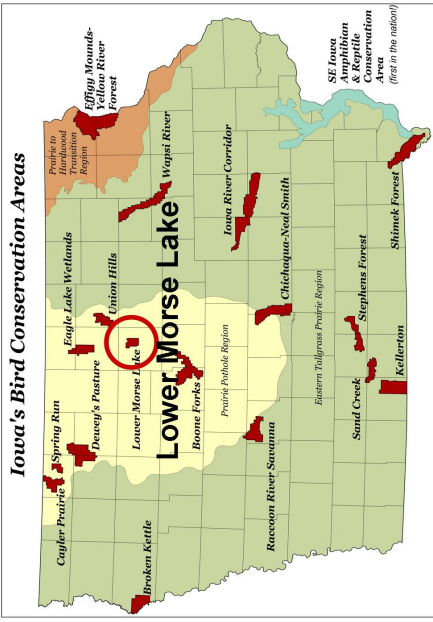 Iowa's Bird Conservation Areas
Effigy Mounds-
Yellow River
Forest
Prairie to
Hardwood
Transition
Region
Eagle Lake Wetlands
Spring Run
Cayler Prairie
Union Hills
Dewey's Pasture
Wapsi River
Lower Morse Lake
Lower Morse Lake
Broken Kettle
Boone Forks
Iowa River Corridor
Prairie Pothole Region
Chichaqua-Neal Smith
Raccoon River Savanna
SE Iowa
Amphibian
& Reptile
Conservation
Area
(first in the nation!)
Eastern Tallgrass Prairie Region
Stephens Forest
Sand Creek
Shimek Forest
Kellerton